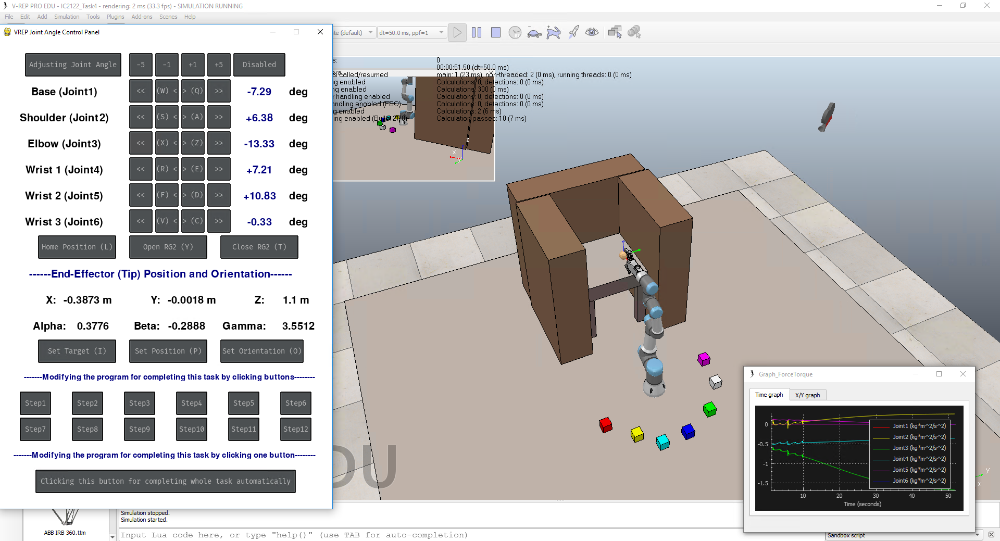 V-REP PRO EDU - IC2122_Task4 - rendering: 2 ms (33.3 fps) - SIMULATION RUNNING
File Edit Add Simulation Tools Plugins Add-ons Scenes Help
VREP Joint Angle Control Panel
(default) dt=50.0 ms, ppf=1
Adjusting Joint Angle -5 -1 +1 +5 Disabled
Base (Joint1) << (W) < > (Q) >> -7.29 deg
Shoulder (Joint2) << (S) < > (A) >> +6.38 deg
Elbow (Joint3) << (X) < > (Z) >> -13.33 deg
Wrist 1 (Joint4) << (R) < > (E) >> +7.21 deg
Wrist 2 (Joint5) << (F) < > (D) >> +10.83 deg
Wrist 3 (Joint6) << (V) < > (C) >> -0.33 deg
Home Position (L) Open RG2 (Y) Close RG2 (T)
------End-Effector (Tip) Position and Orientation------
X: -0.3873 m Y: -0.0018 m Z: 1.1 m
Alpha: 0.3776 Beta: -0.2888 Gamma: 3.5512
Set Target (I) Set Position (P) Set Orientation (O)
-------Modifying the program for completing this task by clicking buttons--------
Step1 Step2 Step3 Step4 Step5 Step6
Step7 Step8 Step9 Step10 Step11 Step12
-------Modifying the program for completing this task by clicking one button--------
Clicking this button for completing whole task automatically
0
00:00:51.50 (dt=50.0 ms)
called/resumed main: 1 (23 ms), non-threaded: 2 (0 ms), running threads: 0 (0 ms)
enabled Calculations: 0, detections: 0 (0 ms)
enabled Calculations: 300 (0 ms)
handling enabled Calculations: 0, detections: 0 (0 ms)
enabled (FBO) Calculations: 0, detections: 0 (0 ms)
enabled Calculations: 2 (6 ms)
enabled Calculation passes: 10 (7 ms)
z
x
DU
Graph_ForceTorque
Time graph X/Y graph
0
-0.5
-1
-1.5
Joint1 (kg*m^2/s^2)
Joint2 (kg*m^2/s^2)
Joint3 (kg*m^2/s^2)
Joint4 (kg*m^2/s^2)
Joint5 (kg*m^2/s^2)
Joint6 (kg*m^2/s^2)
10 20 30 40 50
Time (seconds)
y
x
ABB IRB 360.ttm
Simulation stopped.
Simulation started.
Input Lua code here, or type "help()" (use TAB for auto-completion)
Sandbox script